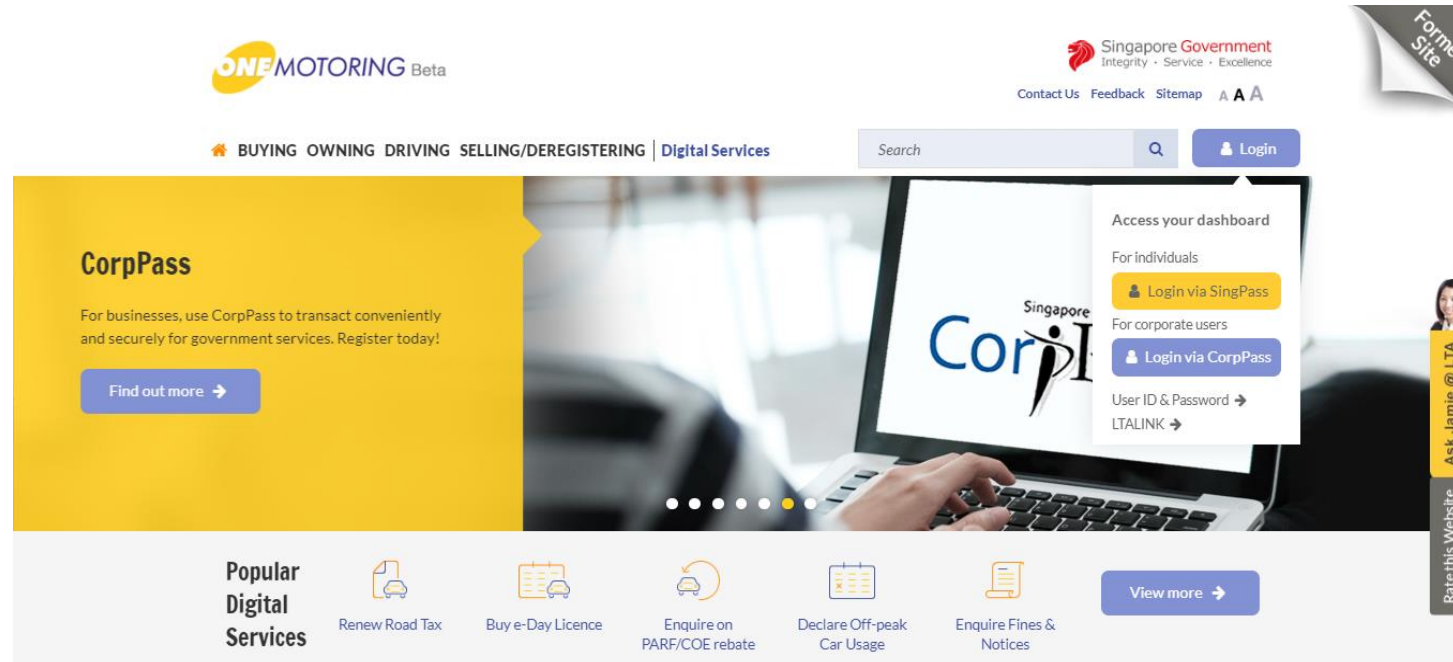 ONEMOTORING Beta
Singapore Government
Integrity · Service · Excellence
Contact Us Feedback Sitemap A A A
Former Site
BUYING OWNING DRIVING SELLING/DEREGISTERING | Digital Services
Search
Login
CorpPass
For businesses, use CorpPass to transact conveniently
and securely for government services. Register today!
Find out more
Singapore
Access your dashboard
For individuals
Login via SingPass
For corporate users
Login via CorpPass
User ID & Password
LTALINK
Ask Jamie @ LTA
Rate this Website
Popular
Digital
Services
Renew Road Tax
Buy e-Day Licence
Enquire on
PARF/COE rebate
Declare Off-peak
Car Usage
Enquire Fines &
Notices
View more